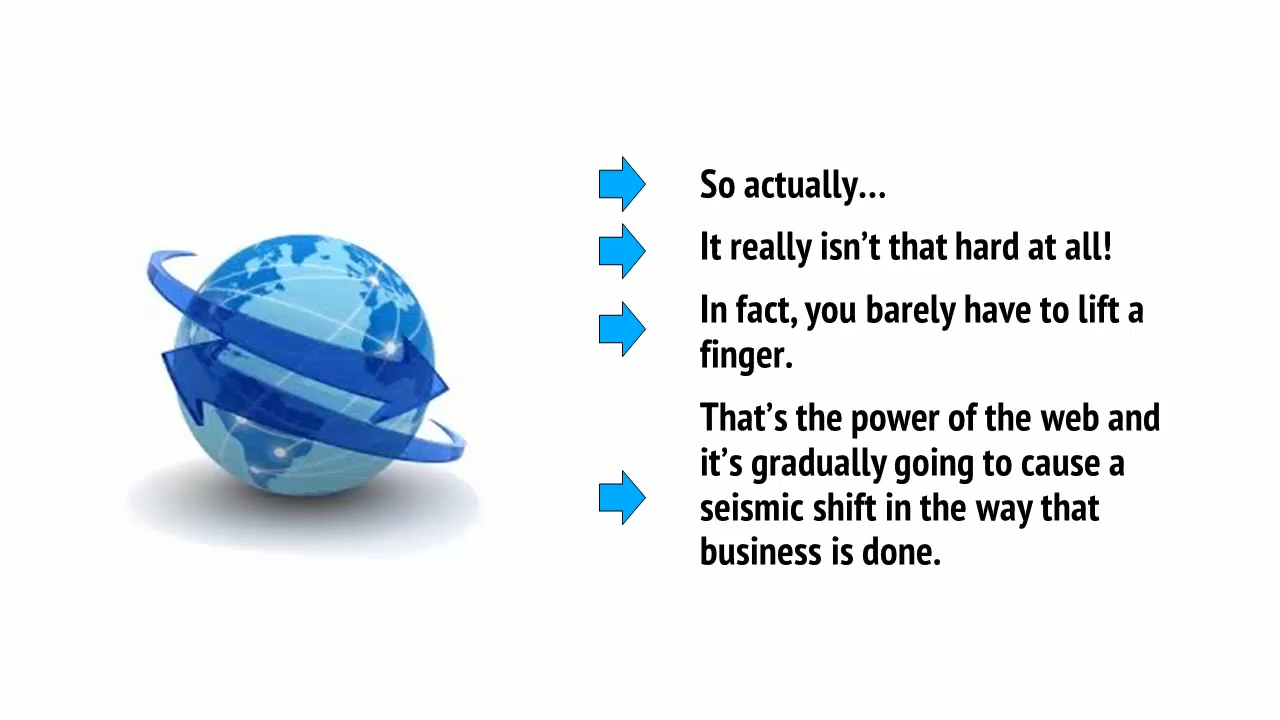 So actually…
It really isn’t that hard at all!
In fact, you barely have to lift a
finger.
That’s the power of the web and
it’s gradually going to cause a
seismic shift in the way that
business is done.